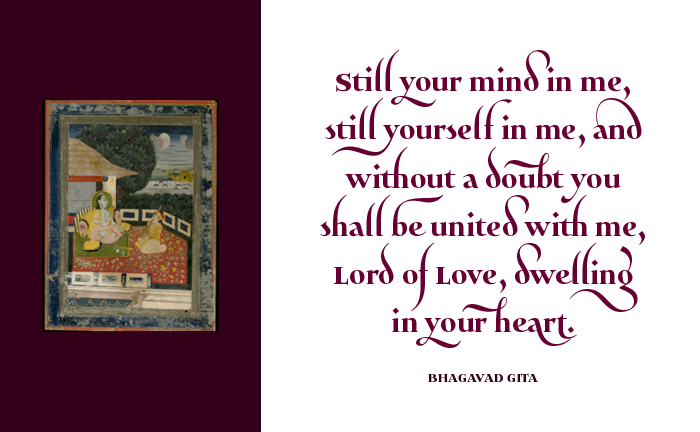 Still your mind in me,
still yourself in me, and
without a doubt you
shall be united with me,
Lord of Love, dwelling
in your heart.
BHAGAVAD GITA